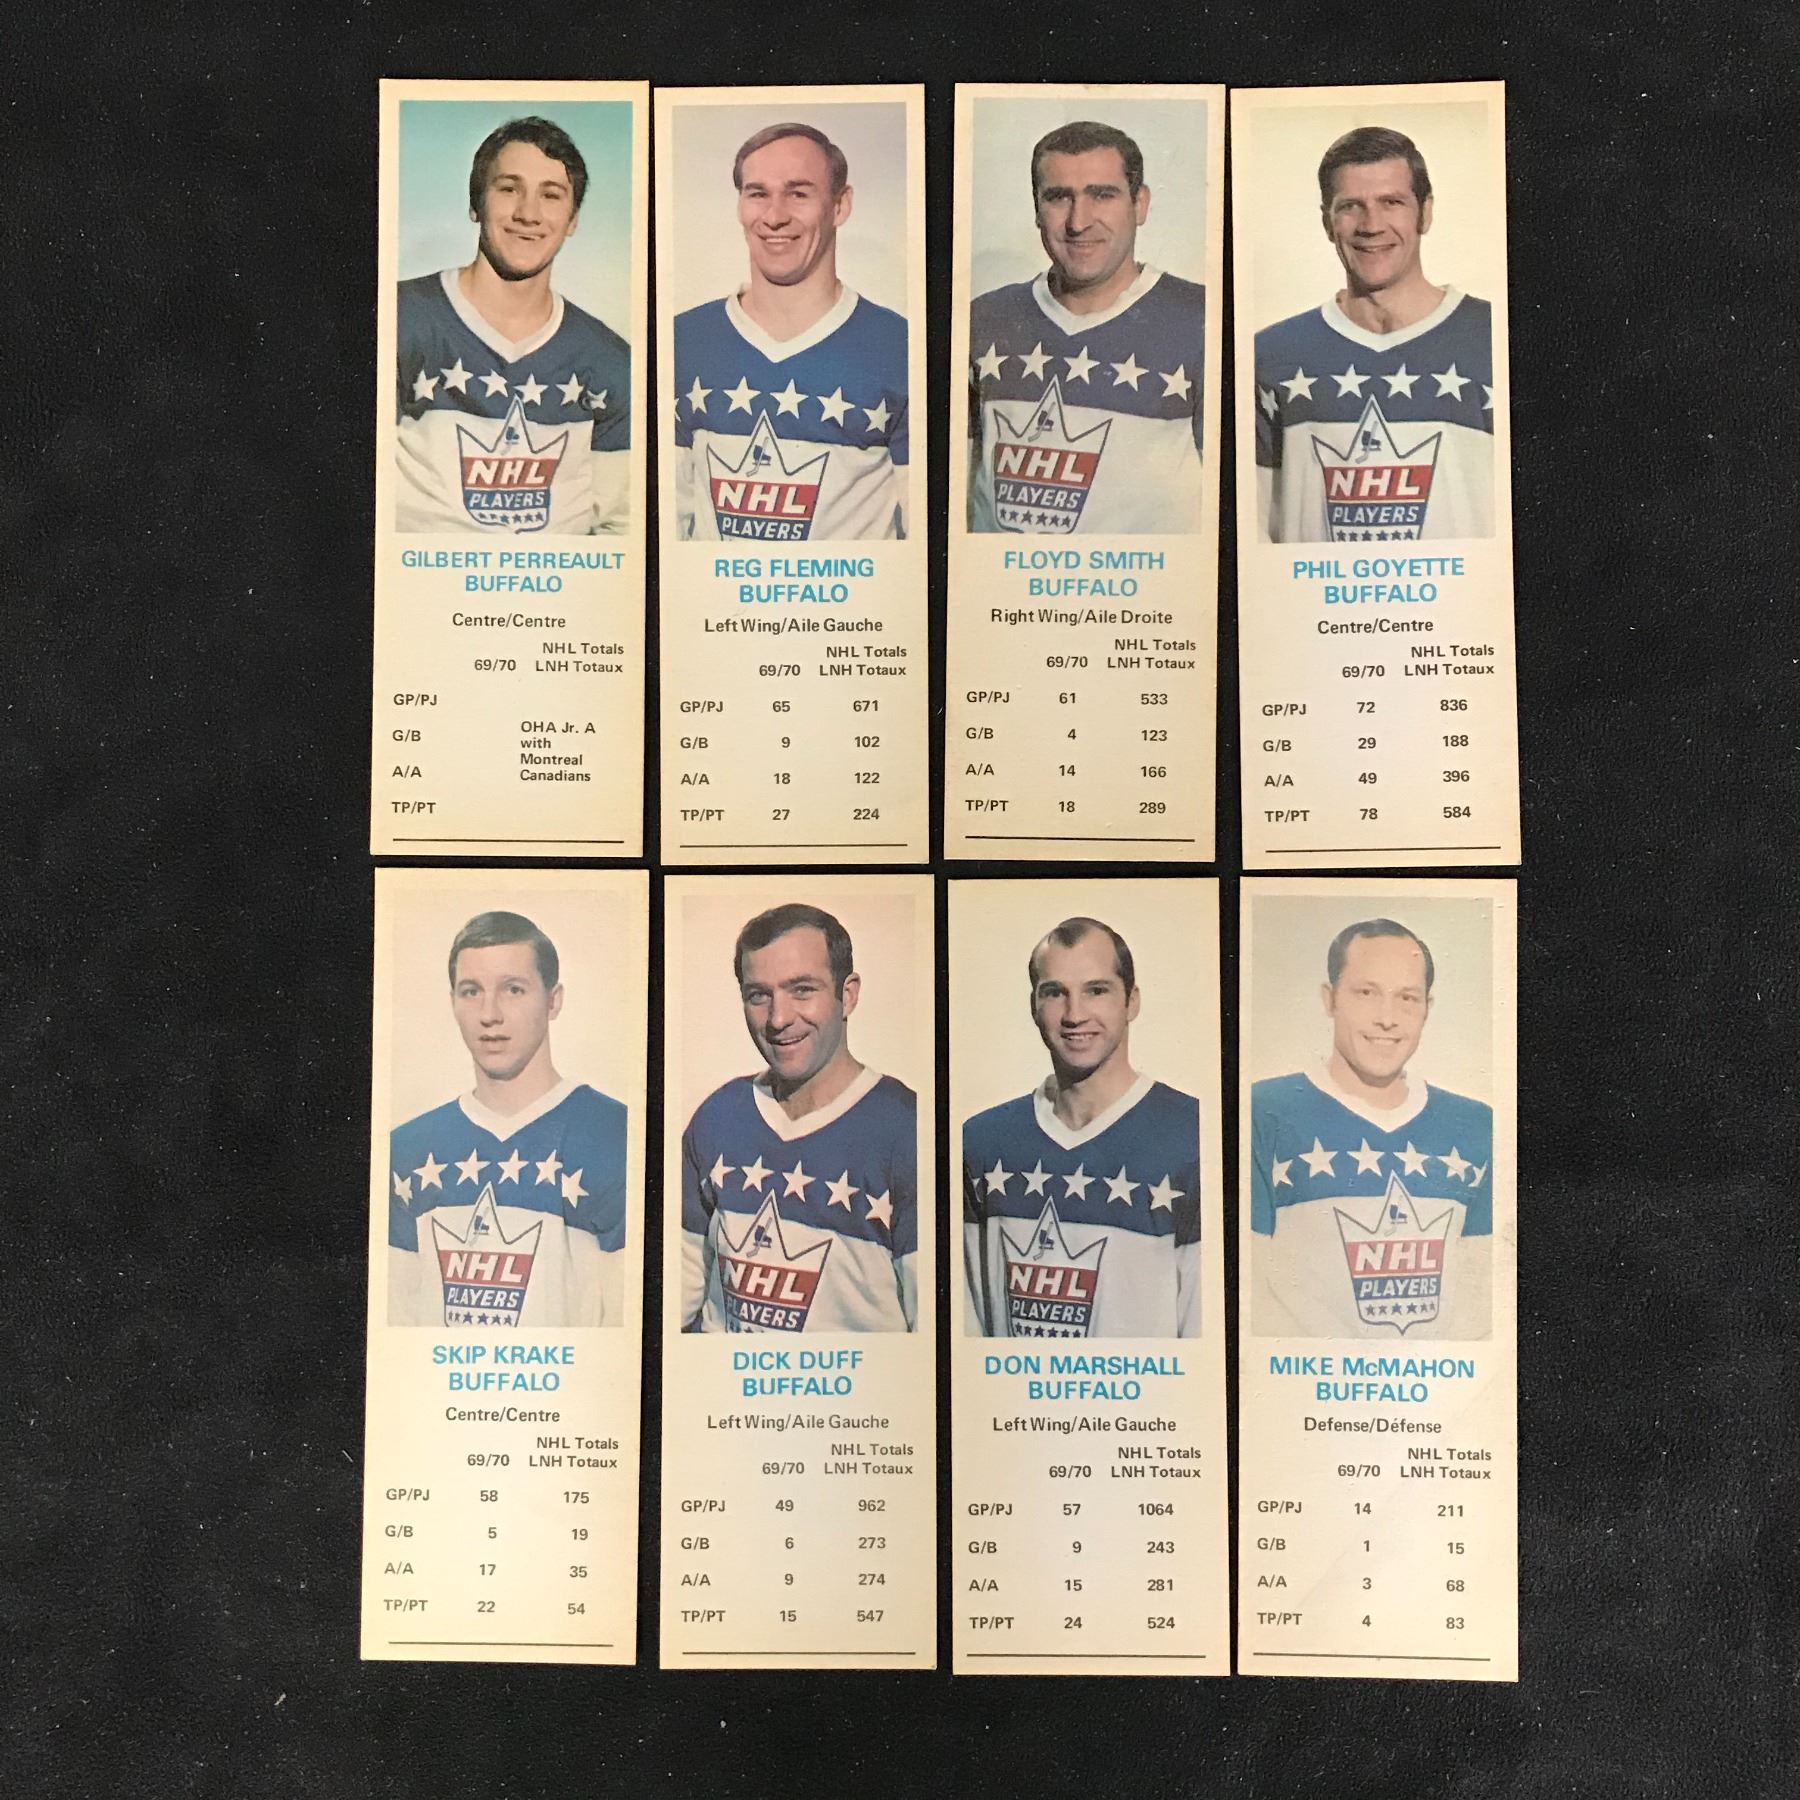 NHL
PLAYERS
GILBERT PERREAULT
BUFFALO
Centre/Centre
NHL Totals
69/70 LNH Totaux
GP/PJ
G/B
A/A
TP/PT
OHA Jr. A
with
Montreal
Canadians
NHL
PLAYERS
REG FLEMING
BUFFALO
Left Wing/Aile Gauche
NHL Totals
69/70 LNH Totaux
GP/PJ 65 671
G/B 9 102
A/A 18 122
TP/PT 27 224
NHL
PLAYERS
FLOYD SMITH
BUFFALO
Right Wing/Aile Droite
NHL Totals
69/70 LNH Totaux
GP/PJ 61 533
G/B 4 123
A/A 14 166
TP/PT 18 289
NHL
PLAYERS
PHIL GOYETTE
BUFFALO
Centre/Centre
NHL Totals
69/70 LNH Totaux
GP/PJ 72 836
G/B 29 188
A/A 49 396
TP/PT 78 584
NHL
PLAYERS
SKIP KRAKE
BUFFALO
Centre/Centre
NHL Totals
69/70 LNH Totaux
GP/PJ 58 175
G/B 5 19
A/A 17 35
TP/PT 22 54
NHL
PLAYERS
DICK DUFF
BUFFALO
Left Wing/Aile Gauche
NHL Totals
69/70 LNH Totaux
GP/PJ 49 962
G/B 6 273
A/A 9 274
TP/PT 15 547
NHL
PLAYERS
DON MARSHALL
BUFFALO
Left Wing/Aile Gauche
NHL Totals
69/70 LNH Totaux
GP/PJ 57 1064
G/B 9 243
A/A 15 281
TP/PT 24 524
NHL
PLAYERS
MIKE McMAHON
BUFFALO
Defense/Défense
NHL Totals
69/70 LNH Totaux
GP/PJ 14 211
G/B 1 15
A/A 3 68
TP/PT 4 83